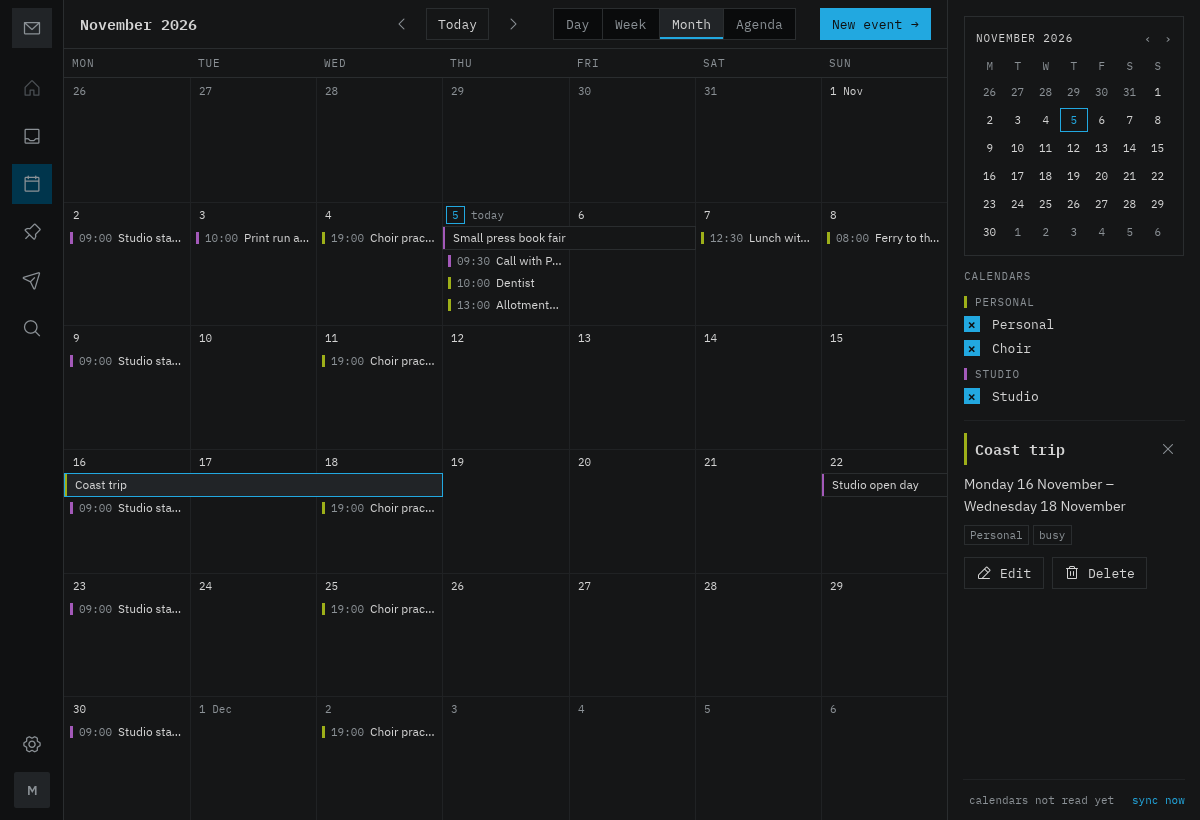 November 2026
Today
Day Week Month Agenda
New event →
MON TUE WED THU FRI SAT SUN
26 27 28 29 30 31 1 Nov
2 3 4 5 today 6 7 8
09:00 Studio sta...
10:00 Print run a...
19:00 Choir prac...
Small press book fair
12:30 Lunch wit...
08:00 Ferry to th...
09:30 Call with P...
10:00 Dentist
13:00 Allotment...
9 10 11 12 13 14 15
09:00 Studio sta...
19:00 Choir prac...
16 17 18 19 20 21 22
Coast trip
Studio open day
09:00 Studio sta...
19:00 Choir prac...
23 24 25 26 27 28 29
09:00 Studio sta...
19:00 Choir prac...
30 1 Dec 2 3 4 5 6
09:00 Studio sta...
19:00 Choir prac...
M
NOVEMBER 2026 ‹ ›
M T W T F S S
26 27 28 29 30 31 1
2 3 4 5 6 7 8
9 10 11 12 13 14 15
16 17 18 19 20 21 22
23 24 25 26 27 28 29
30 1 2 3 4 5 6
CALENDARS
PERSONAL
Personal
Choir
STUDIO
Studio
Coast trip
Monday 16 November –
Wednesday 18 November
Personal busy
Edit Delete
calendars not read yet sync now